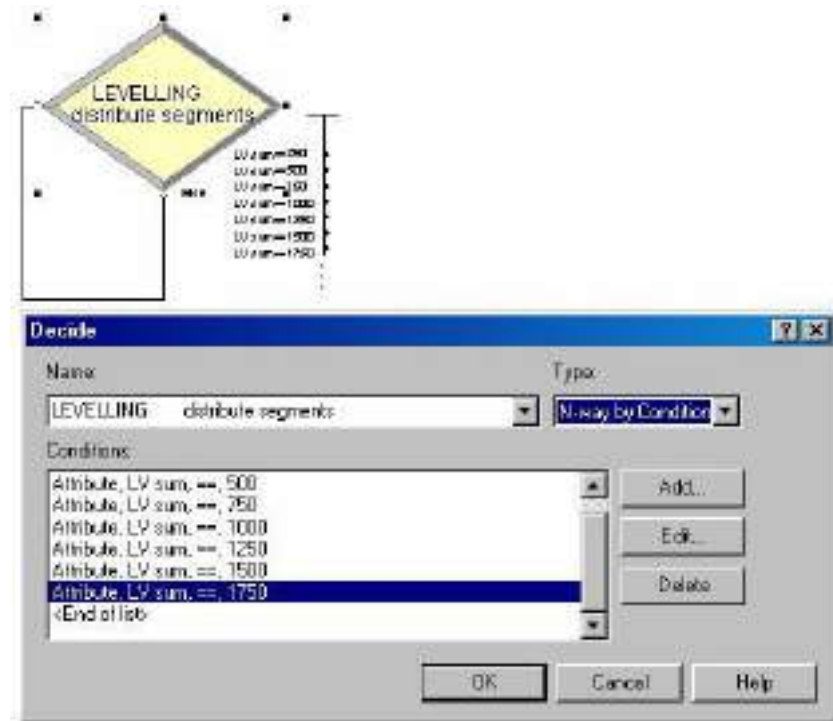 LEVELLING
distribute segments
LV sum==500
LV sum==1000
LV sum==1250
LV sum==1500
LV sum==1750
Decide
Name:
Type:
LEVELLING distribute segments
N-way by Condition
Conditions:
Attribute, LV sum, ==, 500
Attribute, LV sum, ==, 750
Attribute, LV sum, ==, 1000
Attribute, LV sum, ==, 1250
Attribute, LV sum, ==, 1500
Attribute, LV sum, ==, 1750
<End of list>
Add...
Edit...
Delete
OK
Cancel
Help